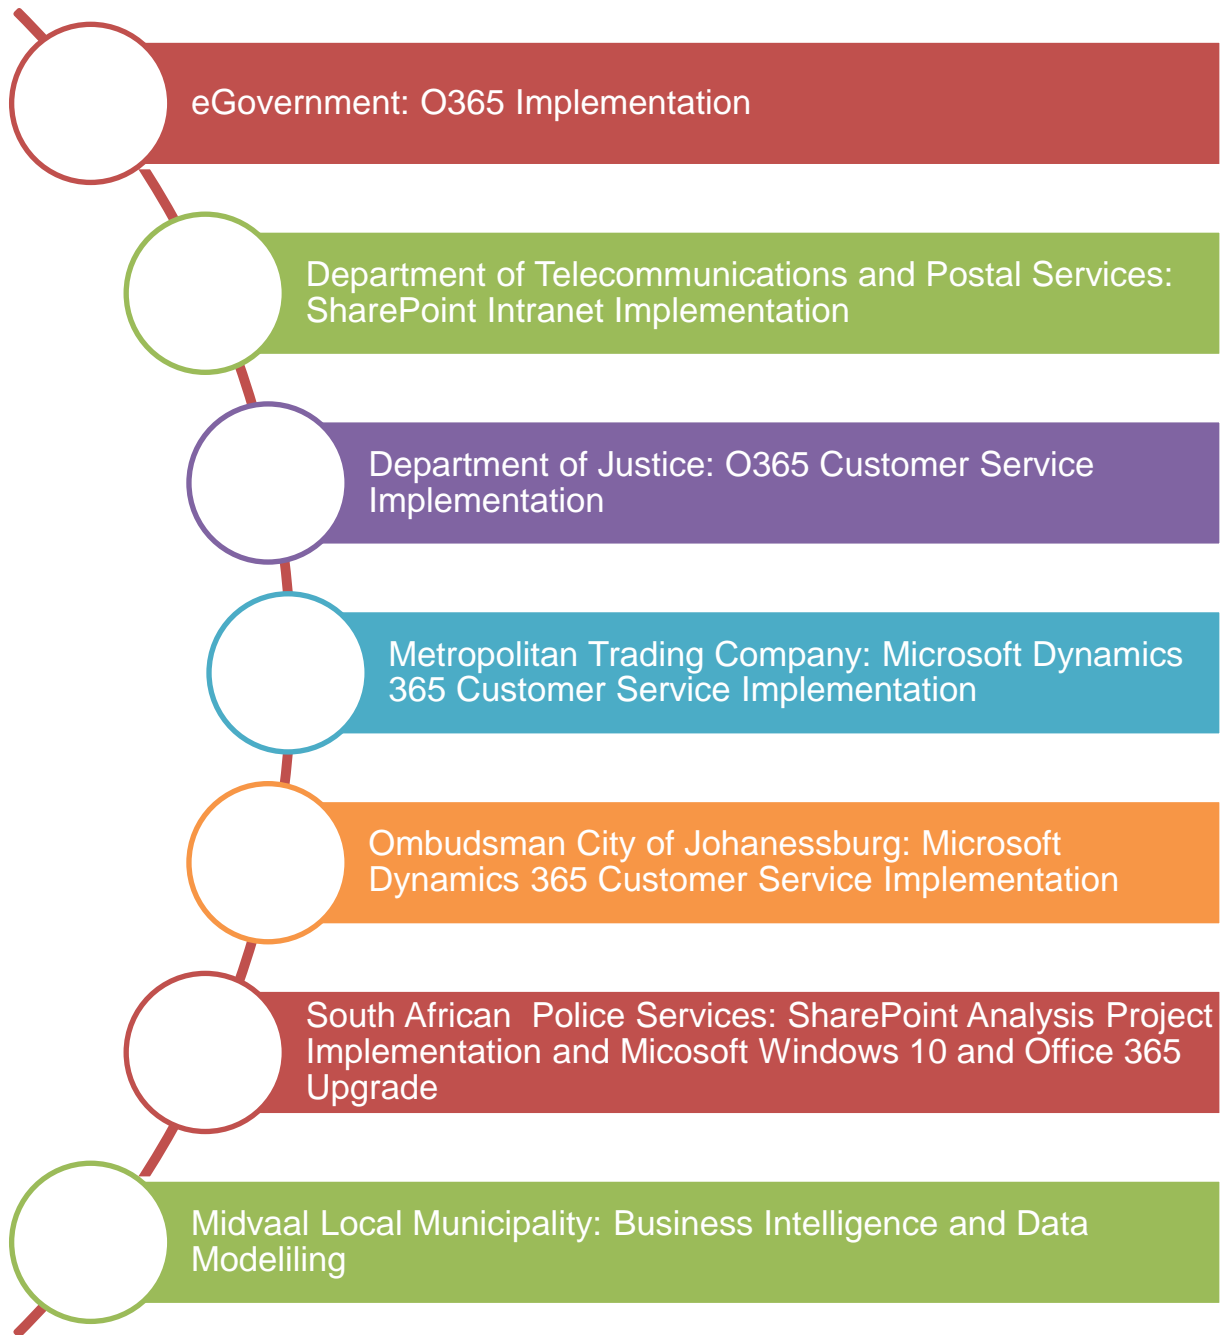 eGovernment: O365 Implementation
Department of Telecommunications and Postal Services:
SharePoint Intranet Implementation
Department of Justice: O365 Customer Service
Implementation
Metropolitan Trading Company: Microsoft Dynamics
365 Customer Service Implementation
Ombudsman City of Johanessburg: Microsoft
Dynamics 365 Customer Service Implementation
South African  Police Services: SharePoint Analysis Project
Implementation and Micosoft Windows 10 and Office 365
Upgrade
Midvaal Local Municipality: Business Intelligence and Data
Modeliling